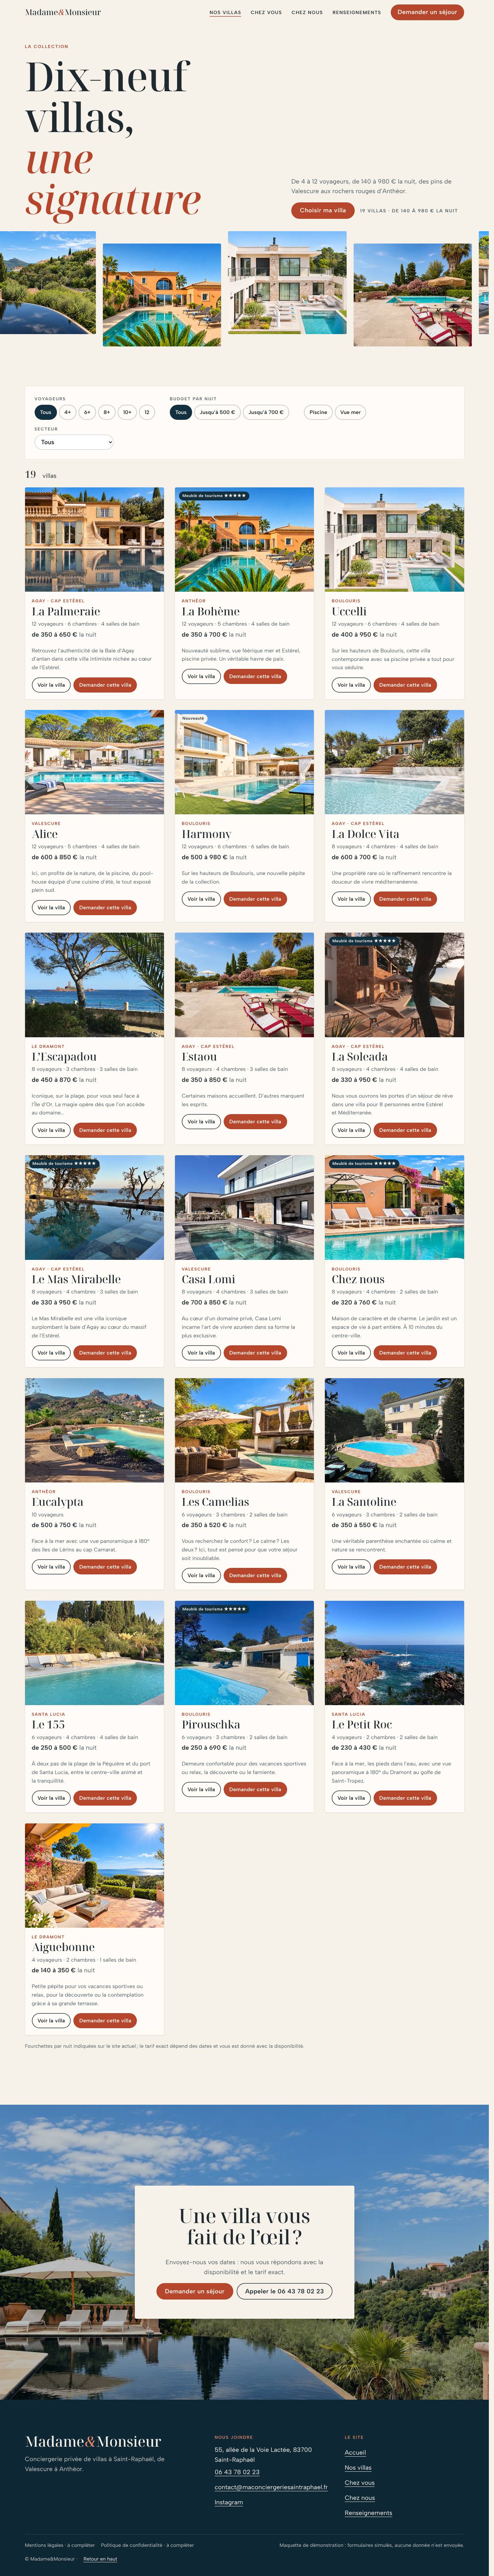 Madame&Monsieur
NOS VILLAS CHEZ VOUS CHEZ NOUS RENSEIGNEMENTS Demander un séjour
LA COLLECTION
Dix-neuf
villas,
une
signature
De 4 à 12 voyageurs, de 140 à 980 € la nuit, des pins de
Valescure aux rochers rouges d'Anthéor.
Choisir ma villa 19 VILLAS · DE 140 À 980 € LA NUIT
VOYAGEURS
Tous 4+ 6+ 8+ 10+ 12
BUDGET PAR NUIT
Tous Jusqu'à 500 € Jusqu'à 700 €
Piscine Vue mer
SECTEUR
Tous
19 villas
AGAY · CAP ESTÉREL
La Palmeraie
12 voyageurs · 6 chambres · 4 salles de bain
de 350 à 650 € la nuit
Retrouvez l'authenticité de la Baie d'Agay
d'antan dans cette villa intimiste nichée au cœur
de l'Estérel.
Voir la villa Demander cette villa
Meublé de tourisme ★★★★★
ANTHÉOR
La Bohème
12 voyageurs · 5 chambres · 4 salles de bain
de 350 à 700 € la nuit
Nouveauté sublime, vue féérique mer et Estérel,
piscine privée. Un véritable havre de paix.
Voir la villa Demander cette villa
BOULOURIS
Uccelli
12 voyageurs · 6 chambres · 4 salles de bain
de 400 à 950 € la nuit
Sur les hauteurs de Boulouris, cette villa
contemporaine avec sa piscine privée a tout pour
vous séduire.
Voir la villa Demander cette villa
VALESCURE
Alice
12 voyageurs · 5 chambres · 4 salles de bain
de 600 à 850 € la nuit
Ici, on profite de la nature, de la piscine, du pool-
house équipé d'une cuisine d'été, le tout exposé
plein sud.
Voir la villa Demander cette villa
Nouveauté
BOULOURIS
Harmony
12 voyageurs · 6 chambres · 6 salles de bain
de 500 à 980 € la nuit
Sur les hauteurs de Boulouris, une nouvelle pépite
de la collection.
Voir la villa Demander cette villa
AGAY · CAP ESTÉREL
La Dolce Vita
8 voyageurs · 4 chambres · 4 salles de bain
de 600 à 700 € la nuit
Une propriété rare où le raffinement rencontre la
douceur de vivre méditerranéenne.
Voir la villa Demander cette villa
LE DRAMONT
L'Escapadou
8 voyageurs · 3 chambres · 3 salles de bain
de 450 à 870 € la nuit
Iconique, sur la plage, pour vous seul face à
l'Île d'Or. La magie opère dès que l'on accède
au domaine…
Voir la villa Demander cette villa
AGAY · CAP ESTÉREL
Estaou
8 voyageurs · 4 chambres · 3 salles de bain
de 350 à 850 € la nuit
Certaines maisons accueillent. D'autres marquent
les esprits.
Voir la villa Demander cette villa
Meublé de tourisme ★★★★★
AGAY · CAP ESTÉREL
La Soleada
8 voyageurs · 4 chambres · 4 salles de bain
de 330 à 950 € la nuit
Nous vous ouvrons les portes d'un séjour de rêve
dans une villa pour 8 personnes entre Estérel
et Méditerranée.
Voir la villa Demander cette villa
Meublé de tourisme ★★★★★
AGAY · CAP ESTÉREL
Le Mas Mirabelle
8 voyageurs · 4 chambres · 3 salles de bain
de 330 à 950 € la nuit
Le Mas Mirabelle est une villa iconique
surplombant la baie d'Agay au cœur du massif
de l'Estérel.
Voir la villa Demander cette villa
VALESCURE
Casa Lomi
8 voyageurs · 4 chambres · 3 salles de bain
de 700 à 850 € la nuit
Au cœur d'un domaine privé, Casa Lomi
incarne l'art de vivre azuréen dans sa forme la
plus exclusive.
Voir la villa Demander cette villa
Meublé de tourisme ★★★★★
BOULOURIS
Chez nous
8 voyageurs · 4 chambres · 2 salles de bain
de 320 à 760 € la nuit
Maison de caractère et de charme. Le jardin est un
espace de vie à part entière. À 10 minutes du
centre-ville.
Voir la villa Demander cette villa
ANTHÉOR
Eucalypta
10 voyageurs
de 500 à 750 € la nuit
Face à la mer avec une vue panoramique à 180°
des îles de Lérins au cap Camarat.
Voir la villa Demander cette villa
BOULOURIS
Les Camelias
6 voyageurs · 3 chambres · 2 salles de bain
de 350 à 520 € la nuit
Vous recherchez le confort ? Le calme ? Les
deux ? Ici, tout est pensé pour que votre séjour
soit inoubliable.
Voir la villa Demander cette villa
VALESCURE
La Santoline
6 voyageurs · 3 chambres · 2 salles de bain
de 350 à 550 € la nuit
Une véritable parenthèse enchantée où calme et
nature se rencontrent.
Voir la villa Demander cette villa
SANTA LUCIA
Le 155
6 voyageurs · 4 chambres · 4 salles de bain
de 250 à 500 € la nuit
À deux pas de la plage de la Péguière et du port
de Santa Lucia, entre le centre-ville animé et
la tranquillité.
Voir la villa Demander cette villa
Meublé de tourisme ★★★★★
BOULOURIS
Pirouschka
6 voyageurs · 3 chambres · 2 salles de bain
de 250 à 690 € la nuit
Demeure confortable pour des vacances sportives
ou relax, la découverte ou le farniente.
Voir la villa Demander cette villa
SANTA LUCIA
Le Petit Roc
4 voyageurs · 2 chambres · 2 salles de bain
de 230 à 430 € la nuit
Face à la mer, les pieds dans l'eau, avec une vue
panoramique à 180° du Dramont au golfe de
Saint-Tropez.
Voir la villa Demander cette villa
LE DRAMONT
Aiguebonne
4 voyageurs · 2 chambres · 1 salles de bain
de 140 à 350 € la nuit
Petite pépite pour vos vacances sportives ou
relax, pour la découverte ou la contemplation
grâce à sa grande terrasse.
Voir la villa Demander cette villa
Fourchettes par nuit indiquées sur le site actuel ; le tarif exact dépend des dates et vous est donné avec la disponibilité.
Une villa vous
fait de l'œil ?
Envoyez-nous vos dates : nous vous répondons avec la
disponibilité et le tarif exact.
Demander un séjour Appeler le 06 43 78 02 23
Madame&Monsieur
Conciergerie privée de villas à Saint-Raphaël, de
Valescure à Anthéor.
NOUS JOINDRE
55, allée de la Voie Lactée, 83700
Saint-Raphaël
06 43 78 02 23
contact@maconciergeriesaintraphael.fr
Instagram
LE SITE
Accueil
Nos villas
Chez vous
Chez nous
Renseignements
Mentions légales · à compléter Politique de confidentialité · à compléter
Maquette de démonstration : formulaires simulés, aucune donnée n'est envoyée.
© Madame&Monsieur · Retour en haut